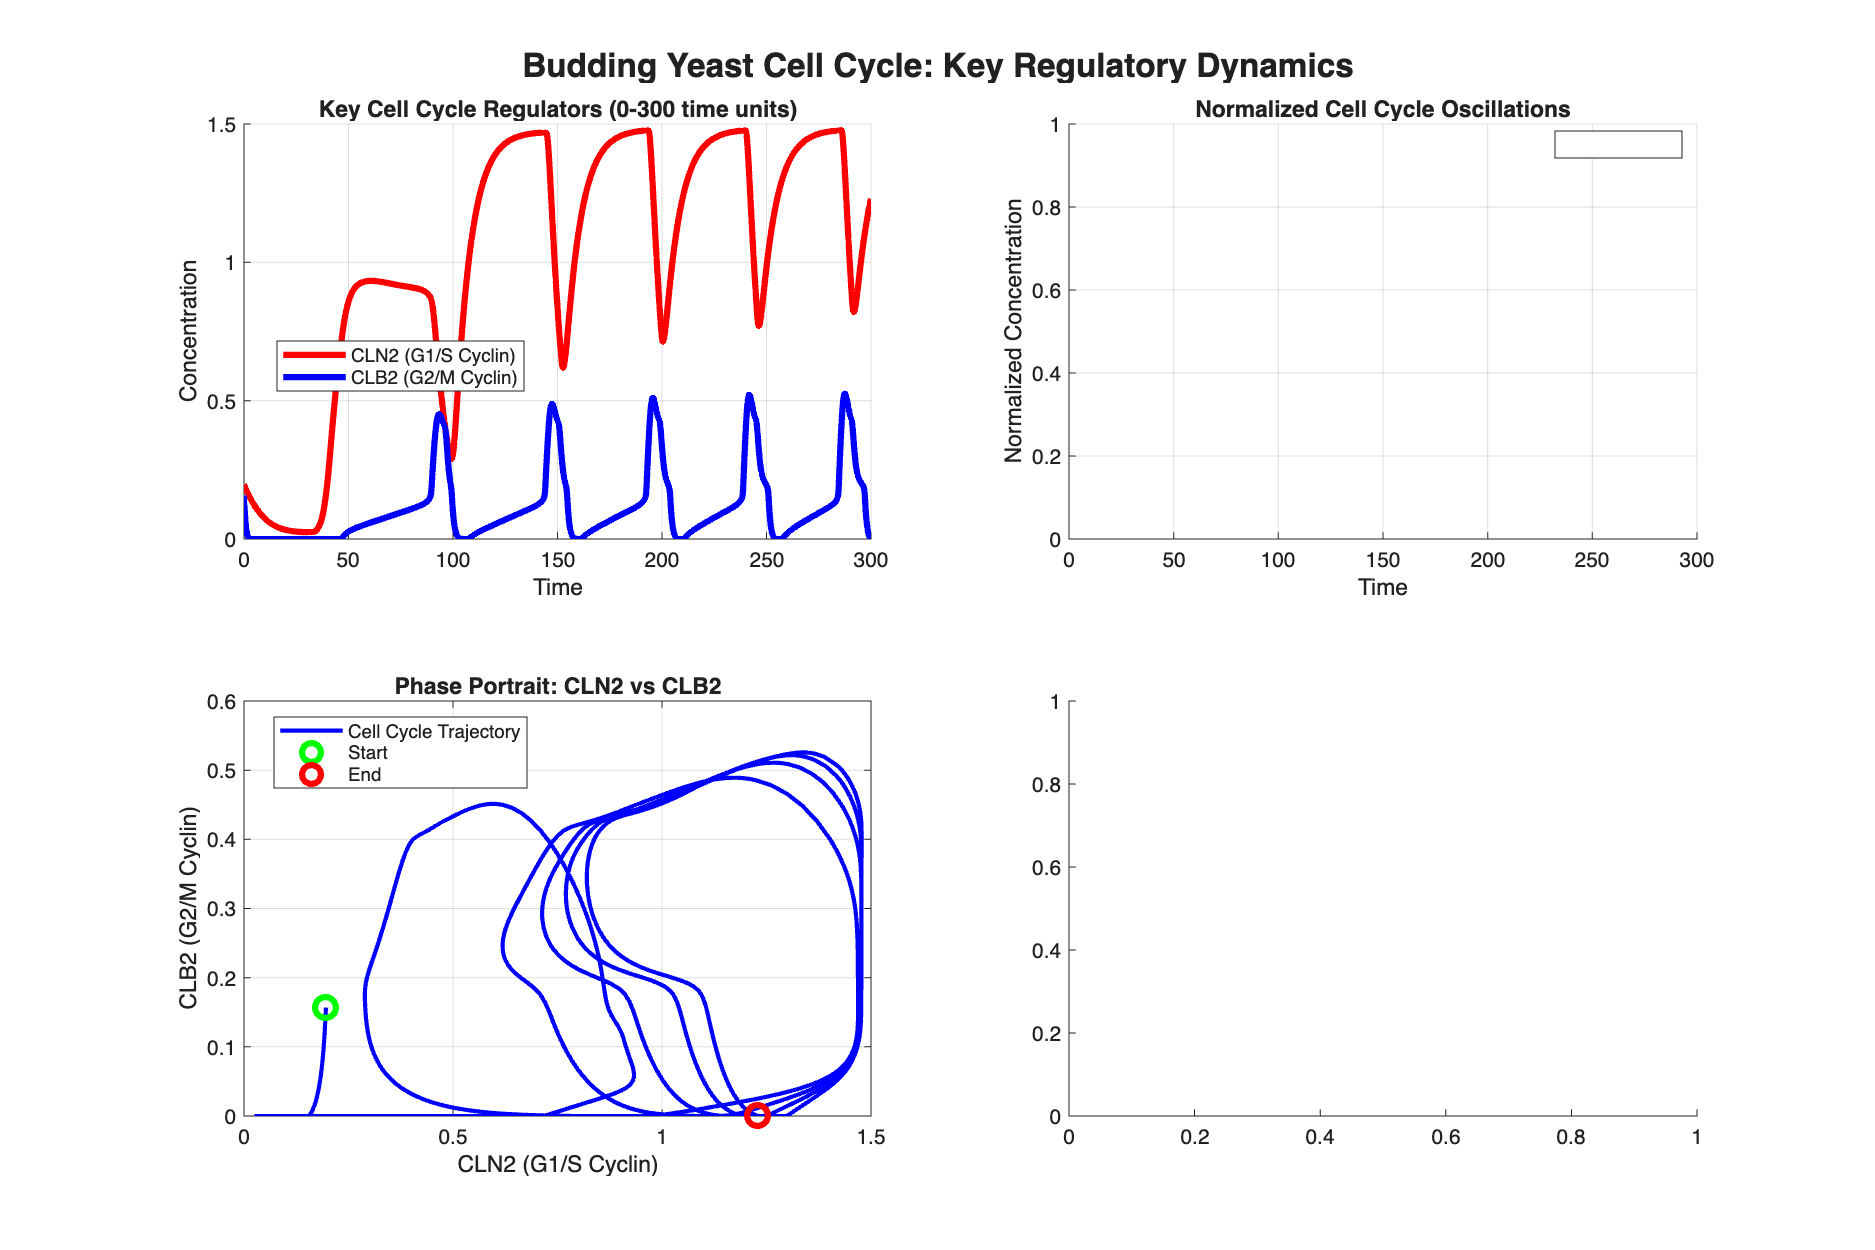 Budding Yeast Cell Cycle: Key Regulatory Dynamics
Key Cell Cycle Regulators (0-300 time units)
1.5
1
0.5
0
Concentration
CLN2 (G1/S Cyclin)
CLB2 (G2/M Cyclin)
0 50 100 150 200 250 300
Time
Normalized Cell Cycle Oscillations
1
0.8
0.6
0.4
0.2
0
Normalized Concentration
0 50 100 150 200 250 300
Time
Phase Portrait: CLN2 vs CLB2
0.6
0.5
0.4
0.3
0.2
0.1
0
CLB2 (G2/M Cyclin)
Cell Cycle Trajectory
Start
End
0 0.5 1 1.5
CLN2 (G1/S Cyclin)
1
0.8
0.6
0.4
0.2
0
0 0.2 0.4 0.6 0.8 1